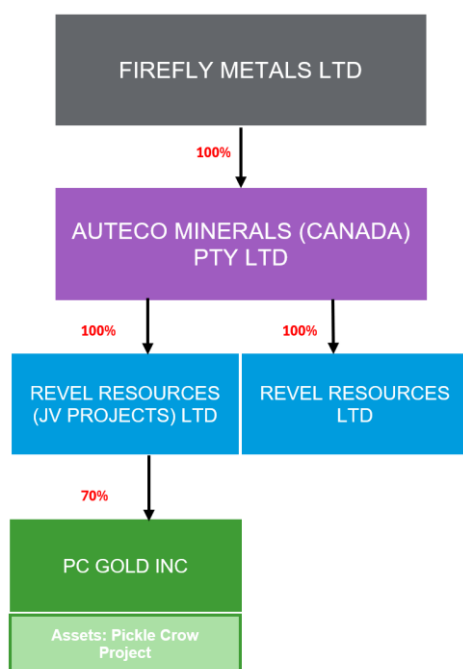 FIREFLY METALS LTD
100%
AUTECO MINERALS (CANADA)
PTY LTD
100%
100%
REVEL RESOURCES
(JV PROJECTS) LTD
REVEL RESOURCES
LTD
70%
PC GOLD INC
Assets: Pickle Crow
Project